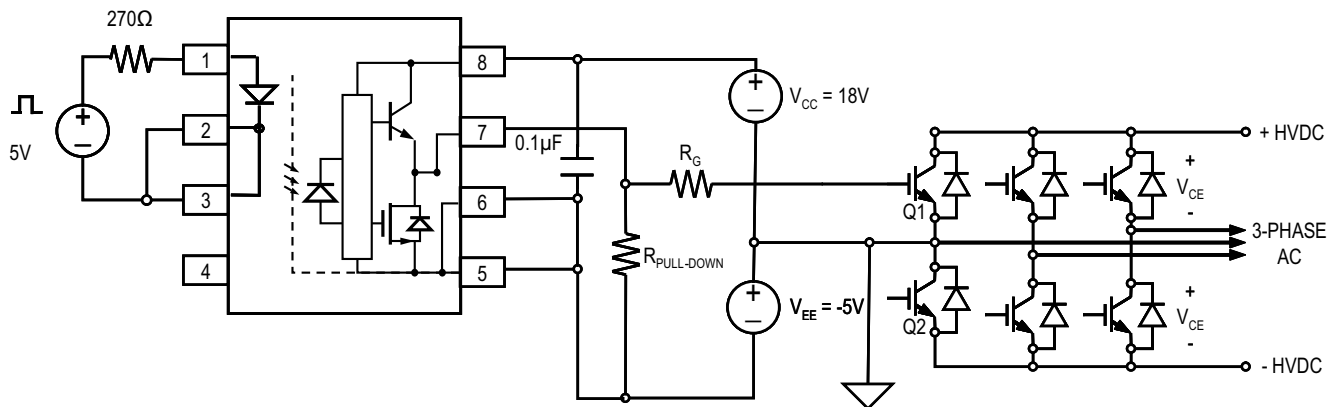 270Ω
5V
1
2
3
4
8
7
6
5
+
–
0.1µF
R_G
R_PULL-DOWN
+
–
V_CC = 18V
+
–
V_EE = -5V
Q1
Q2
+ HVDC
+
V_CE
-
3-PHASE
AC
+
V_CE
-
- HVDC